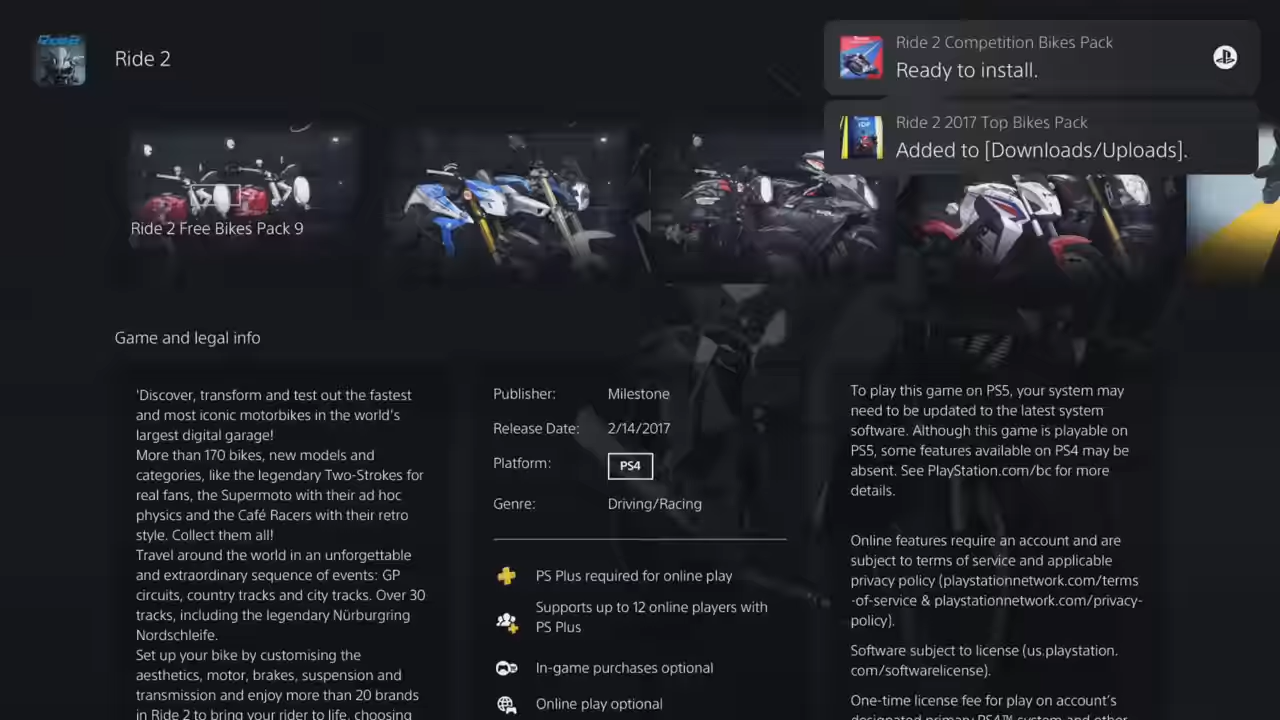 Ride 2
Ride 2 Competition Bikes Pack
Ready to install.
Ride 2 2017 Top Bikes Pack
Added to [Downloads/Uploads].
Ride 2 Free Bikes Pack 9
Game and legal info
'Discover, transform and test out the fastest
and most iconic motorbikes in the world's
largest digital garage!
More than 170 bikes, new models and
categories, like the legendary Two-Strokes for
real fans, the Supermoto with their ad hoc
physics and the Café Racers with their retro
style. Collect them all!
Travel around the world in an unforgettable
and extraordinary sequence of events: GP
circuits, country tracks and city tracks. Over 30
tracks, including the legendary Nürburgring
Nordschleife.
Set up your bike by customising the
aesthetics, motor, brakes, suspension and
transmission and enjoy more than 20 brands
in Ride 2 to bring your rider to life, choosing
Publisher: Milestone
Release Date: 2/14/2017
Platform: PS4
Genre: Driving/Racing
PS Plus required for online play
Supports up to 12 online players with
PS Plus
In-game purchases optional
Online play optional
To play this game on PS5, your system may
need to be updated to the latest system
software. Although this game is playable on
PS5, some features available on PS4 may be
absent. See PlayStation.com/bc for more
details.
Online features require an account and are
subject to terms of service and applicable
privacy policy (playstationnetwork.com/terms
-of-service & playstationnetwork.com/privacy-
policy).
Software subject to license (us.playstation.
com/softwarelicense).
One-time license fee for play on account's
designated primary PS4™ system and other